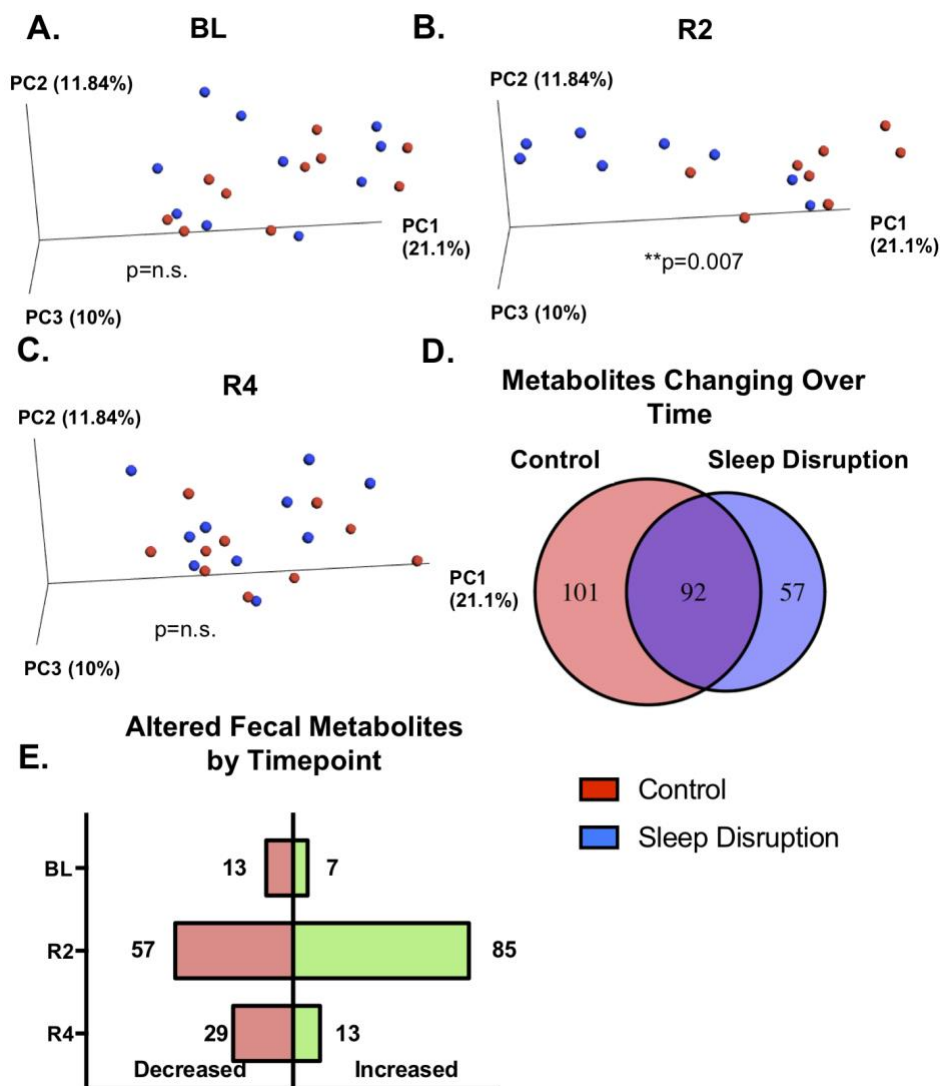 A.
BL
PC2 (11.84%)
PC1
(21.1%)
p=n.s.
PC3 (10%)
B.
R2
PC2 (11.84%)
PC1
(21.1%)
**p=0.007
PC3 (10%)
C.
R4
PC2 (11.84%)
PC1
(21.1%)
p=n.s.
PC3 (10%)
D.
Metabolites Changing Over
Time
Control Sleep Disruption
101 92 57
E.
Altered Fecal Metabolites
by Timepoint
BL 13 7
R2 57 85
R4 29 13
Decreased Increased
Control
Sleep Disruption